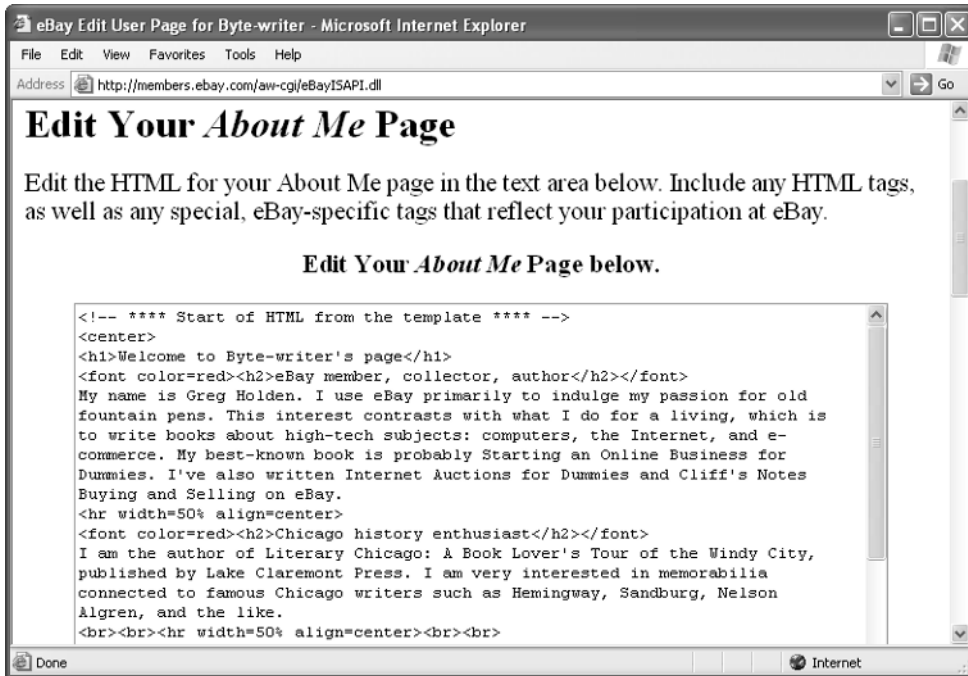 eBay Edit User Page for Byte-writer - Microsoft Internet Explorer
File Edit View Favorites Tools Help
Address http://members.ebay.com/aw-cgi/eBayISAPI.dll Go
Edit Your About Me Page
Edit the HTML for your About Me page in the text area below. Include any HTML tags,
as well as any special, eBay-specific tags that reflect your participation at eBay.
Edit Your About Me Page below.
<!-- **** Start of HTML from the template **** -->
<center>
<h1>Welcome to Byte-writer's page</h1>
<font color=red><h2>eBay member, collector, author</h2></font>
My name is Greg Holden. I use eBay primarily to indulge my passion for old
fountain pens. This interest contrasts with what I do for a living, which is
to write books about high-tech subjects: computers, the Internet, and e-
commerce. My best-known book is probably Starting an Online Business for
Dummies. I've also written Internet Auctions for Dummies and Cliff's Notes
Buying and Selling on eBay.
<hr width=50% align=center>
<font color=red><h2>Chicago history enthusiast</h2></font>
I am the author of Literary Chicago: A Book Lover's Tour of the Windy City,
published by Lake Claremont Press. I am very interested in memorabilia
connected to famous Chicago writers such as Hemingway, Sandburg, Nelson
Algren, and the like.
<br><br><hr width=50% align=center><br><br>
Done Internet